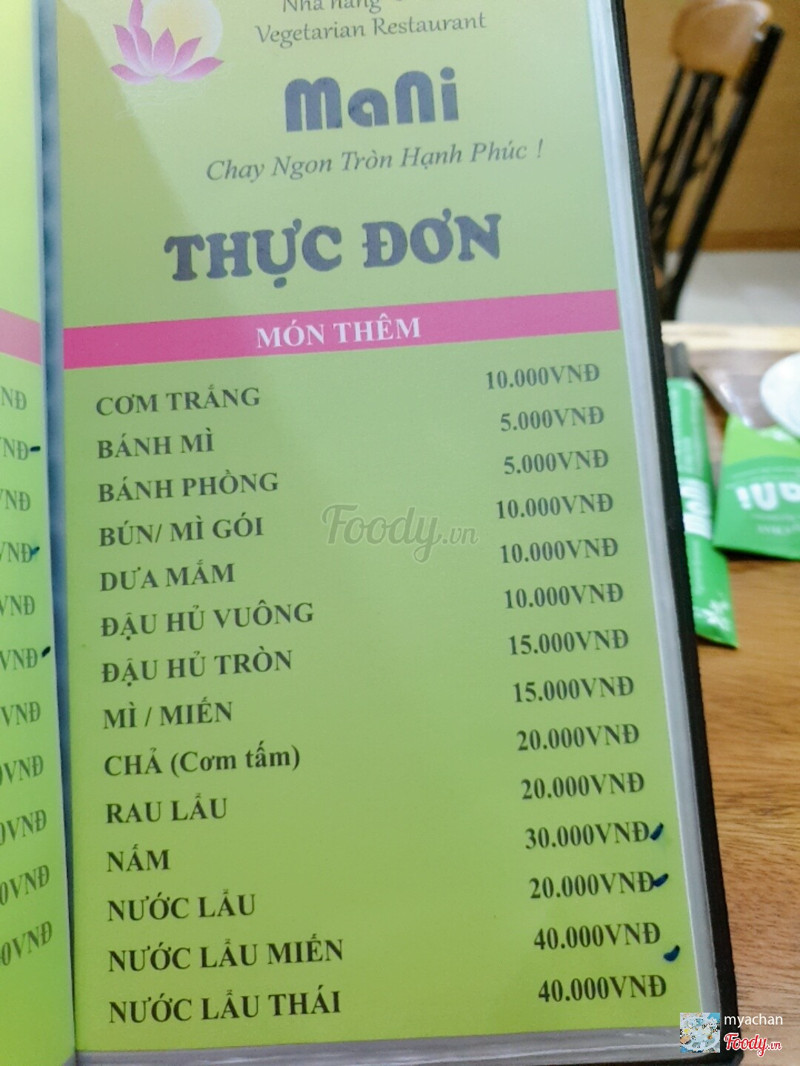 Nhà hàng
Vegetarian Restaurant
MaNi
Chay Ngon Tròn Hạnh Phúc !
THỰC ĐƠN
MÓN THÊM
CƠM TRẮNG 10.000VNĐ
BÁNH MÌ 5.000VNĐ
BÁNH PHỒNG 5.000VNĐ
BÚN/ MÌ GÓI 10.000VNĐ
DƯA MẮM 10.000VNĐ
ĐẬU HỦ VUÔNG 10.000VNĐ
ĐẬU HỦ TRÒN 15.000VNĐ
MÌ / MIẾN 15.000VNĐ
CHẢ (Cơm tấm) 20.000VNĐ
RAU LẨU 20.000VNĐ
NẤM 30.000VNĐ
NƯỚC LẨU 20.000VNĐ
NƯỚC LẨU MIẾN 40.000VNĐ
NƯỚC LẨU THÁI 40.000VNĐ
Foody.vn
MaNi
myachan
Foody.vn